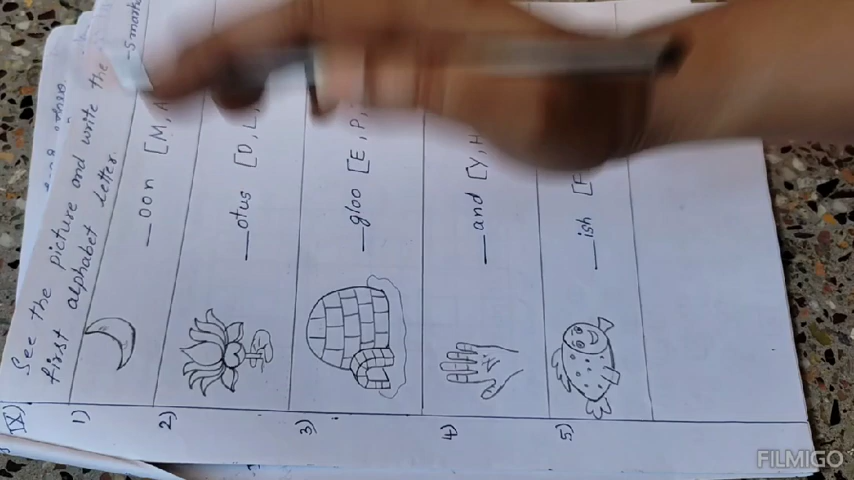 IX) See the picture and write the
first alphabet letter. -5marks
1) __oon [M, A
2) __otus [D, L,
3) __gloo [E, P,
4) __and [Y, H
5) __ish [F
FILMIGO